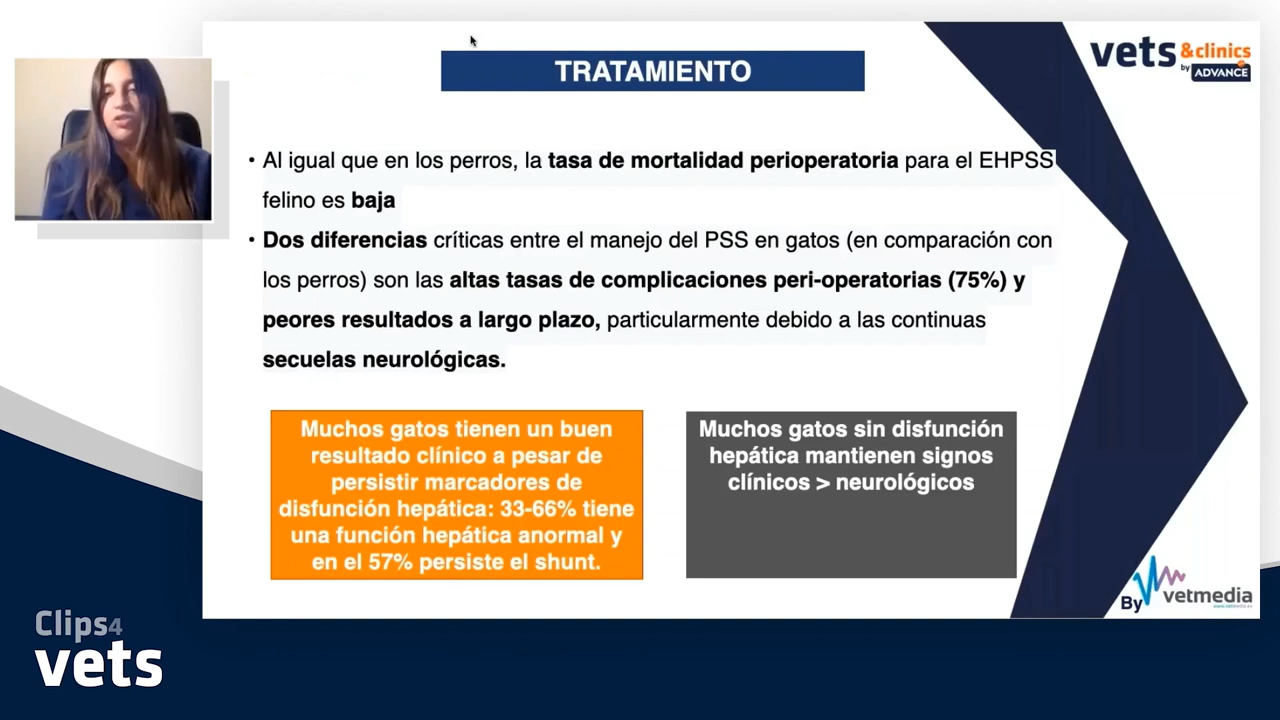 TRATAMIENTO
vets &clinics
by ADVANCE
• Al igual que en los perros, la tasa de mortalidad perioperatoria para el EHPSS
felino es baja
• Dos diferencias críticas entre el manejo del PSS en gatos (en comparación con
los perros) son las altas tasas de complicaciones peri-operatorias (75%) y
peores resultados a largo plazo, particularmente debido a las continuas
secuelas neurológicas.
Muchos gatos tienen un buen
resultado clínico a pesar de
persistir marcadores de
disfunción hepática: 33-66% tiene
una función hepática anormal y
en el 57% persiste el shunt.
Muchos gatos sin disfunción
hepática mantienen signos
clínicos > neurológicos
By vetmedia
Clips4
vets